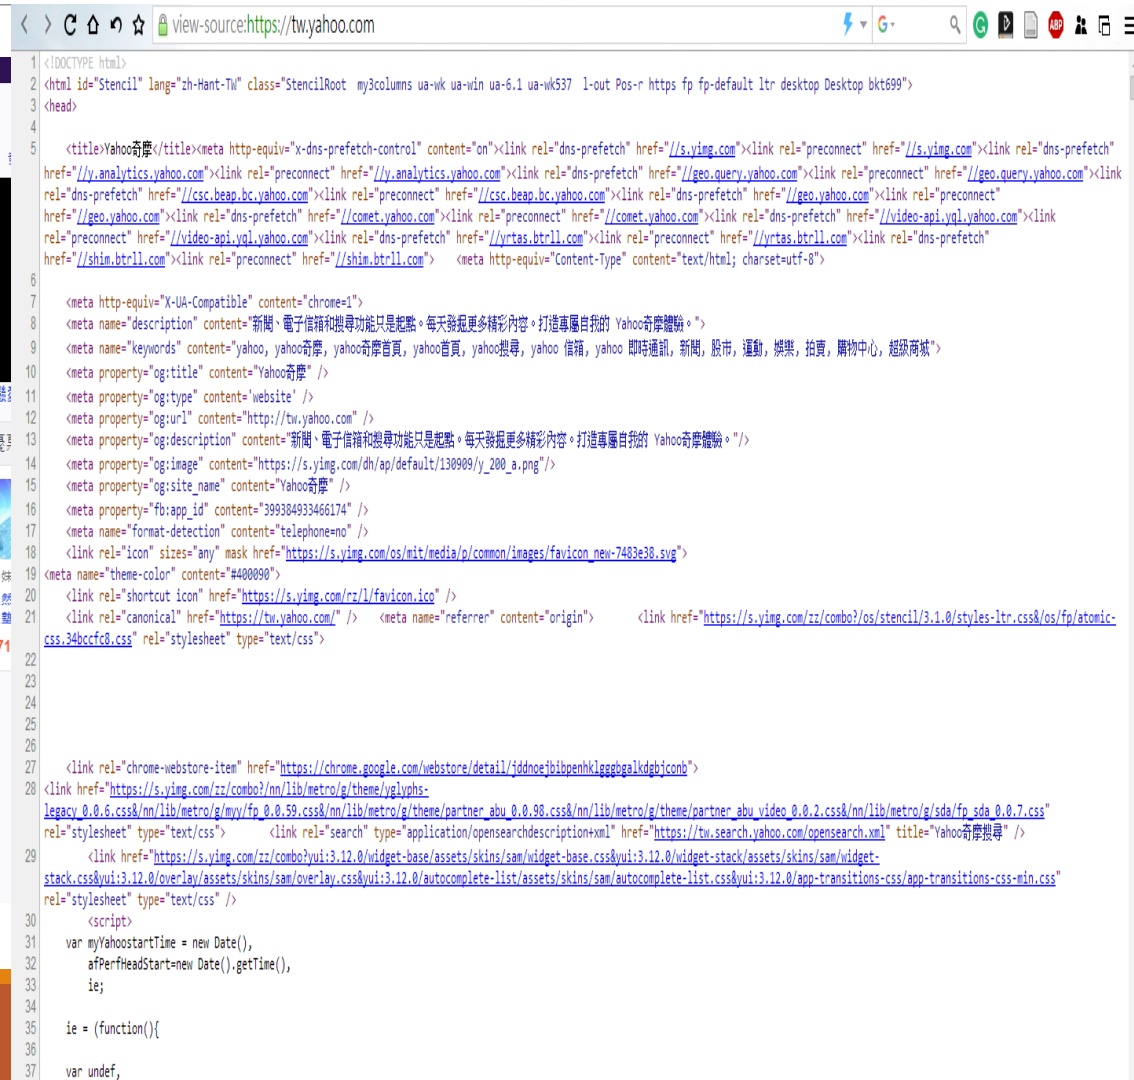 view-source:https://tw.yahoo.com
G
ABP
1 <!DOCTYPE html>
2 <html id="Stencil" lang="zh-Hant-TW" class="StencilRoot  my3columns ua-wk ua-win ua-6.1 ua-wk537  l-out Pos-r https fp fp-default ltr desktop Desktop bkt699">
3 <head>
4
5 <title>Yahoo奇摩</title><meta http-equiv="x-dns-prefetch-control" content="on"><link rel="dns-prefetch" href="//s.yimg.com"><link rel="preconnect" href="//s.yimg.com"><link rel="dns-prefetch"
href="//y.analytics.yahoo.com"><link rel="preconnect" href="//y.analytics.yahoo.com"><link rel="dns-prefetch" href="//geo.query.yahoo.com"><link rel="preconnect" href="//geo.query.yahoo.com"><link
rel="dns-prefetch" href="//csc.beap.bc.yahoo.com"><link rel="preconnect" href="//csc.beap.bc.yahoo.com"><link rel="dns-prefetch" href="//geo.yahoo.com"><link rel="preconnect"
href="//geo.yahoo.com"><link rel="dns-prefetch" href="//comet.yahoo.com"><link rel="preconnect" href="//comet.yahoo.com"><link rel="dns-prefetch" href="//video-api.yql.yahoo.com"><link
rel="preconnect" href="//video-api.yql.yahoo.com"><link rel="dns-prefetch" href="//yrtas.btrll.com"><link rel="preconnect" href="//yrtas.btrll.com"><link rel="dns-prefetch"
href="//shim.btrll.com"><link rel="preconnect" href="//shim.btrll.com">   <meta http-equiv="Content-Type" content="text/html; charset=utf-8">
6
7 <meta http-equiv="X-UA-Compatible" content="chrome=1">
8 <meta name="description" content="新聞、電子信箱和搜尋功能只是起點。每天發掘更多精彩內容。打造專屬自我的 Yahoo奇摩體驗。">
9 <meta name="keywords" content="yahoo, yahoo奇摩, yahoo奇摩首頁, yahoo首頁, yahoo搜尋, yahoo 信箱, yahoo 即時通訊, 新聞, 股市, 運動, 娛樂, 拍賣, 購物中心, 超級商城">
10 <meta property="og:title" content="Yahoo奇摩" />
11 <meta property="og:type" content='website' />
12 <meta property="og:url" content="http://tw.yahoo.com" />
13 <meta property="og:description" content="新聞、電子信箱和搜尋功能只是起點。每天發掘更多精彩內容。打造專屬自我的 Yahoo奇摩體驗。"/>
14 <meta property="og:image" content="https://s.yimg.com/dh/ap/default/130909/y_200_a.png"/>
15 <meta property="og:site_name" content="Yahoo奇摩" />
16 <meta property="fb:app_id" content="399384933466174" />
17 <meta name="format-detection" content="telephone=no" />
18 <link rel="icon" sizes="any" mask href="https://s.yimg.com/os/mit/media/p/common/images/favicon_new-7483e38.svg">
19 <meta name="theme-color" content="#400090">
20 <link rel="shortcut icon" href="https://s.yimg.com/rz/l/favicon.ico" />
21 <link rel="canonical" href="https://tw.yahoo.com/" />   <meta name="referrer" content="origin">   <link href="https://s.yimg.com/zz/combo?/os/stencil/3.1.0/styles-ltr.css&/os/fp/atomic-
css.34bccfc8.css" rel="stylesheet" type="text/css">
22
23
24
25
26
27 <link rel="chrome-webstore-item" href="https://chrome.google.com/webstore/detail/jddnoejbibpenhklgggbgalkdgbjconb">
28 <link href="https://s.yimg.com/zz/combo?/nn/lib/metro/g/theme/yglyphs-
legacy_0.0.6.css&/nn/lib/metro/g/myy/fp_0.0.59.css&/nn/lib/metro/g/theme/partner_abu_0.0.98.css&/nn/lib/metro/g/theme/partner_abu_video_0.0.2.css&/nn/lib/metro/g/sda/fp_sda_0.0.7.css"
rel="stylesheet" type="text/css">   <link rel="search" type="application/opensearchdescription+xml" href="https://tw.search.yahoo.com/opensearch.xml" title="Yahoo奇摩搜尋" />
29 <link href="https://s.yimg.com/zz/combo?yui:3.12.0/widget-base/assets/skins/sam/widget-base.css&yui:3.12.0/widget-stack/assets/skins/sam/widget-
stack.css&yui:3.12.0/overlay/assets/skins/sam/overlay.css&yui:3.12.0/autocomplete-list/assets/skins/sam/autocomplete-list.css&yui:3.12.0/app-transitions-css/app-transitions-css-min.css"
rel="stylesheet" type="text/css" />
30 <script>
31 var myYahoostartTime = new Date(),
32 afPerfHeadStart=new Date().getTime(),
33 ie;
34
35 ie = (function(){
36
37 var undef,